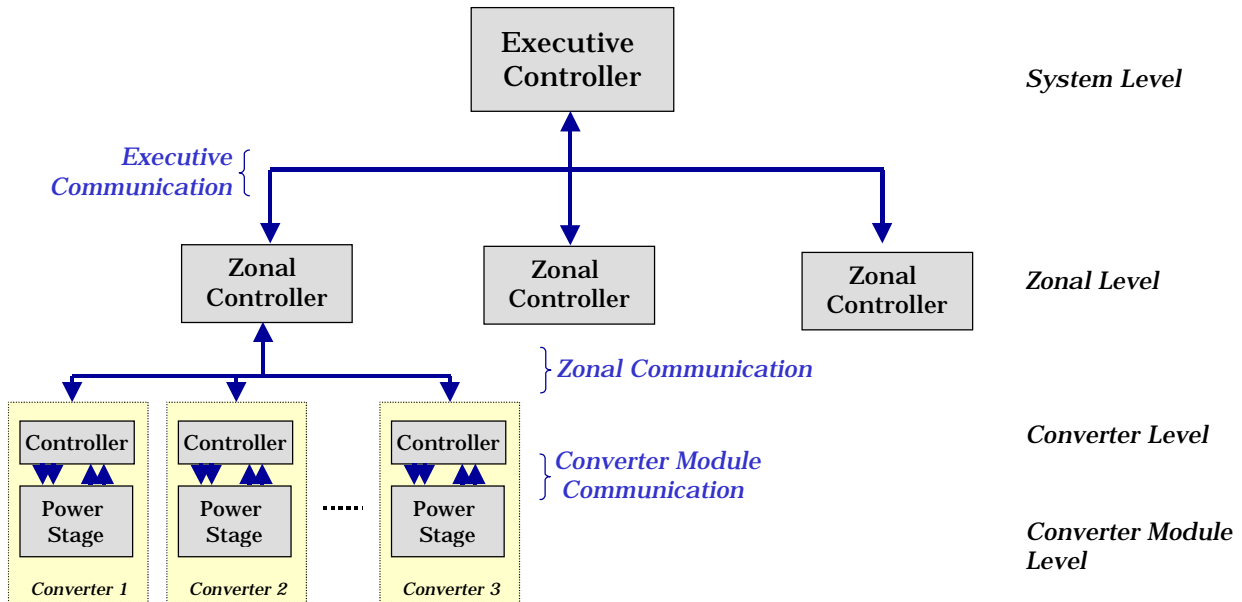 Executive
Controller
System Level
Executive
Communication
Zonal
Controller
Zonal
Controller
Zonal
Controller
Zonal Level
Zonal Communication
Controller
Controller
Controller
Converter Level
Converter Module
Communication
Power
Stage
Power
Stage
Power
Stage
Converter Module
Level
Converter 1
Converter 2
Converter 3